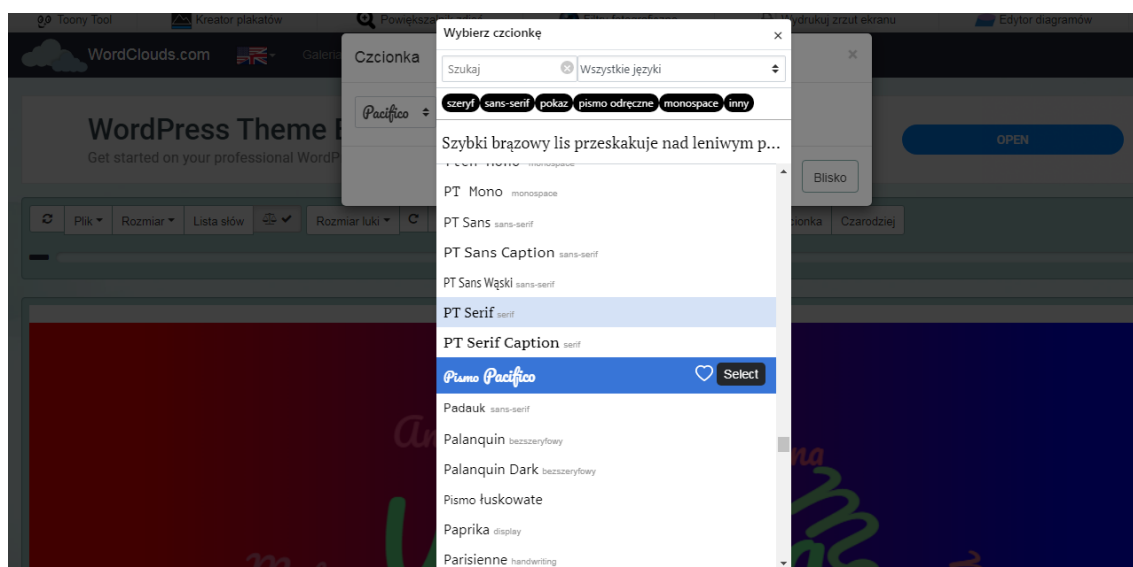 Toony Tool Kreator plakatów Powiększ Wydrukuj zrzut ekranu Edytor diagramów
WordClouds.com Galeria
Czcionka ×
Pacifico
Wybierz czcionkę ×
Szukaj Wszystkie języki
szeryf sans-serif pokaz pismo odręczne monospace inny
Szybki brązowy lis przeskakuje nad leniwym p...
WordPress Theme
Get started on your professional WordP
OPEN
Blisko
Plik Rozmiar Lista słów Rozmiar luki Czarodziej
PT Mono monospace
PT Sans sans-serif
PT Sans Caption sans-serif
PT Sans Wąski sans-serif
PT Serif serif
PT Serif Caption serif
Pismo Pacifico Select
Padauk sans-serif
Palanquin bezszeryfowy
Palanquin Dark bezszeryfowy
Pismo łuskowate
Paprika display
Parisienne handwriting